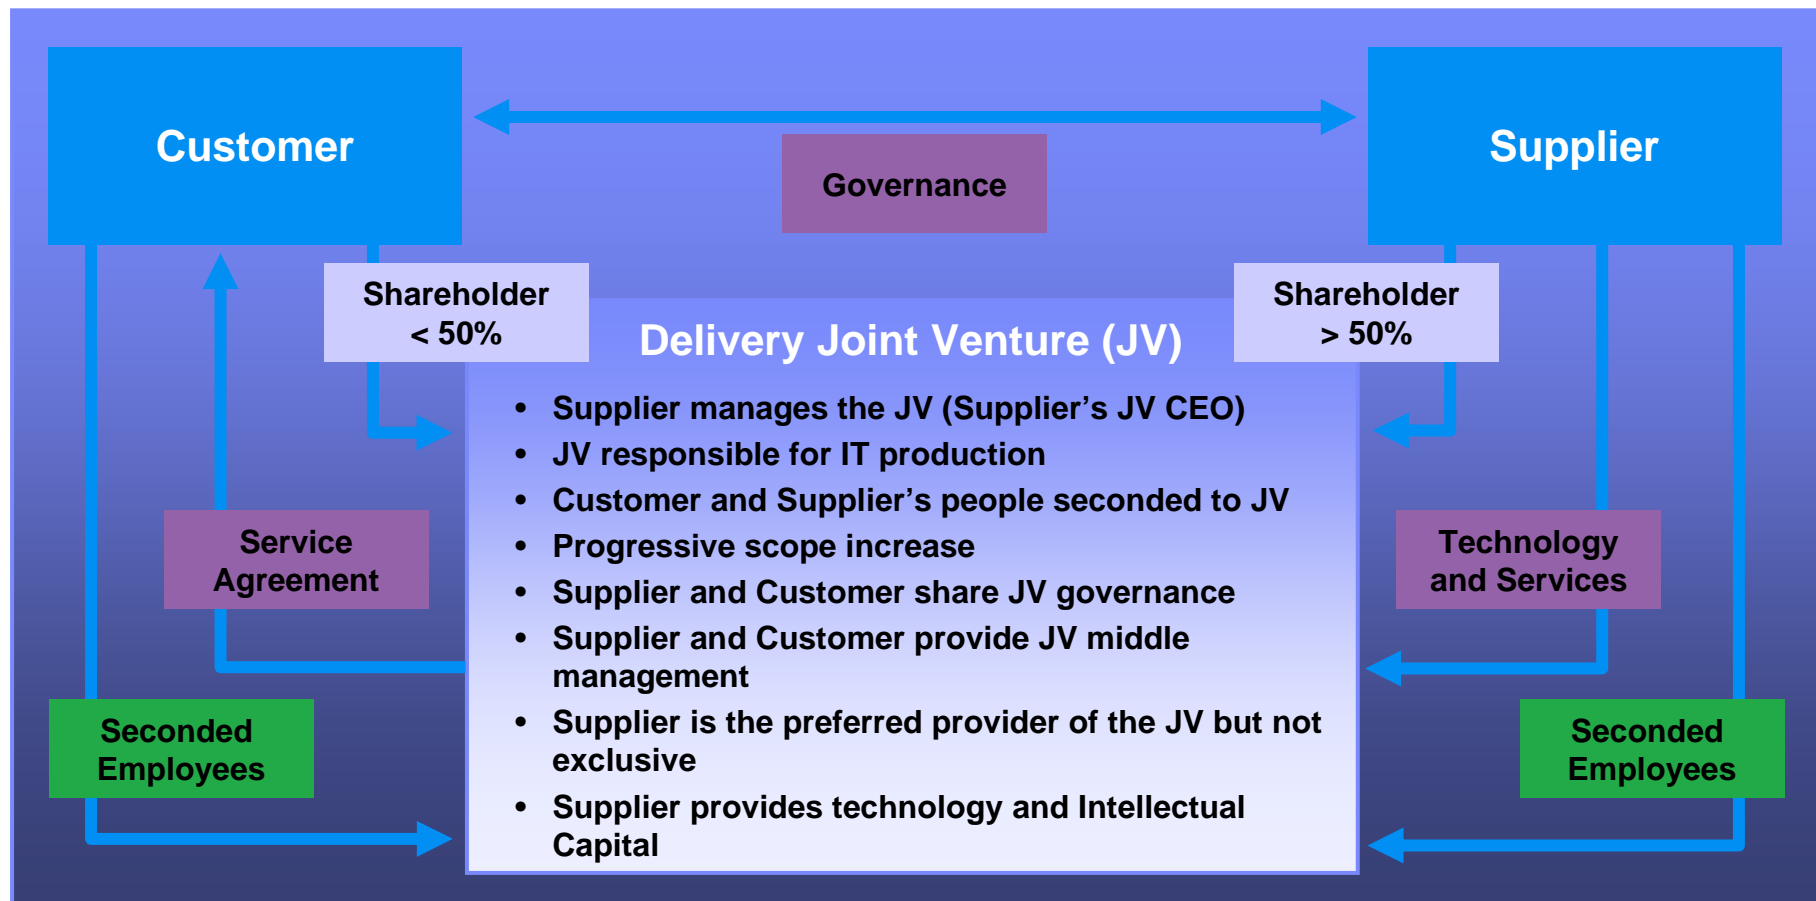 Customer
Supplier
Governance
Shareholder
< 50%
Shareholder
> 50%
Delivery Joint Venture (JV)
• Supplier manages the JV (Supplier’s JV CEO)
• JV responsible for IT production
• Customer and Supplier’s people seconded to JV
• Progressive scope increase
• Supplier and Customer share JV governance
• Supplier and Customer provide JV middle
management
• Supplier is the preferred provider of the JV but not
exclusive
• Supplier provides technology and Intellectual
Capital
Service
Agreement
Technology
and Services
Seconded
Employees
Seconded
Employees